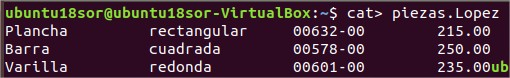 ubuntu18sor@ubuntu18sor-VirtualBox:~$ cat> piezas.Lopez
Plancha rectangular 00632-00 215.00
Barra cuadrada 00578-00 250.00
Varilla redonda 00601-00 235.00ub